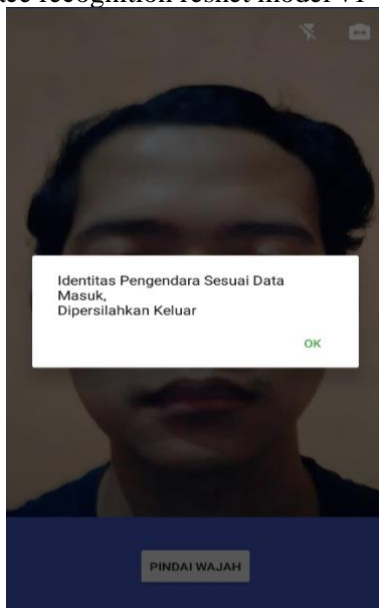 face recognition resnet model v1
Identitas Pengendara Sesuai Data
Masuk,
Dipersilahkan Keluar
OK
PINDAI WAJAH